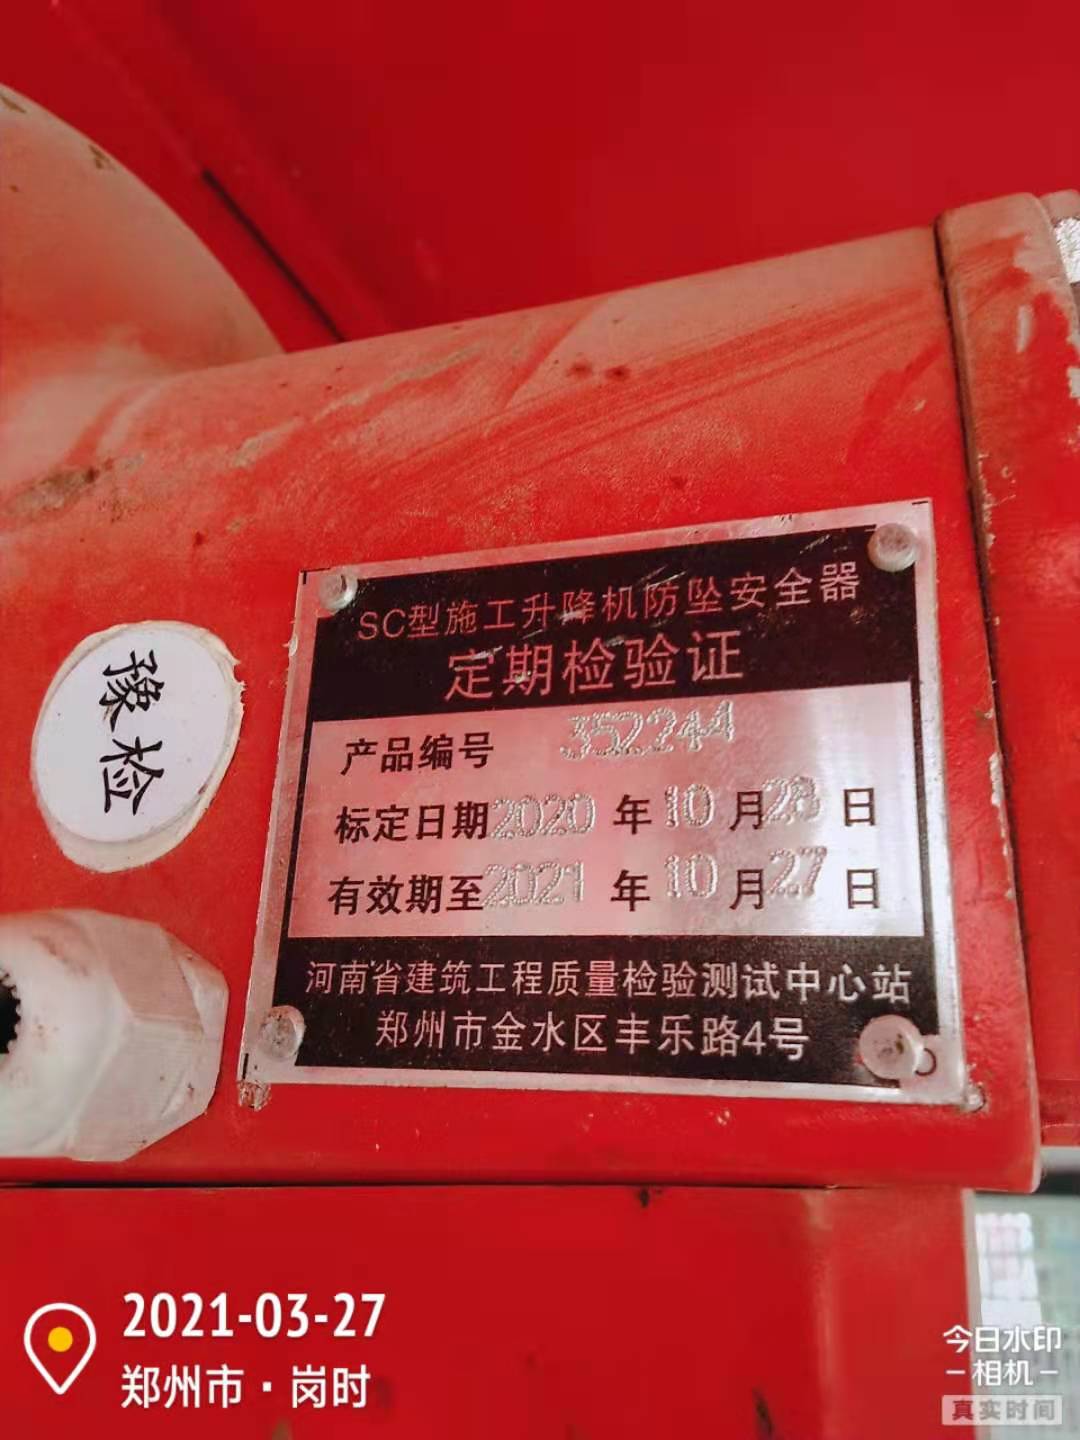 SC型施工升降机防坠安全器
定期检验证
产品编号 352244
标定日期2020年10月28日
有效期至2021年10月27日
河南省建筑工程质量检验测试中心站
郑州市金水区丰乐路4号
豫检
2021-03-27
郑州市·岗时
今日水印
-相机-
真实时间